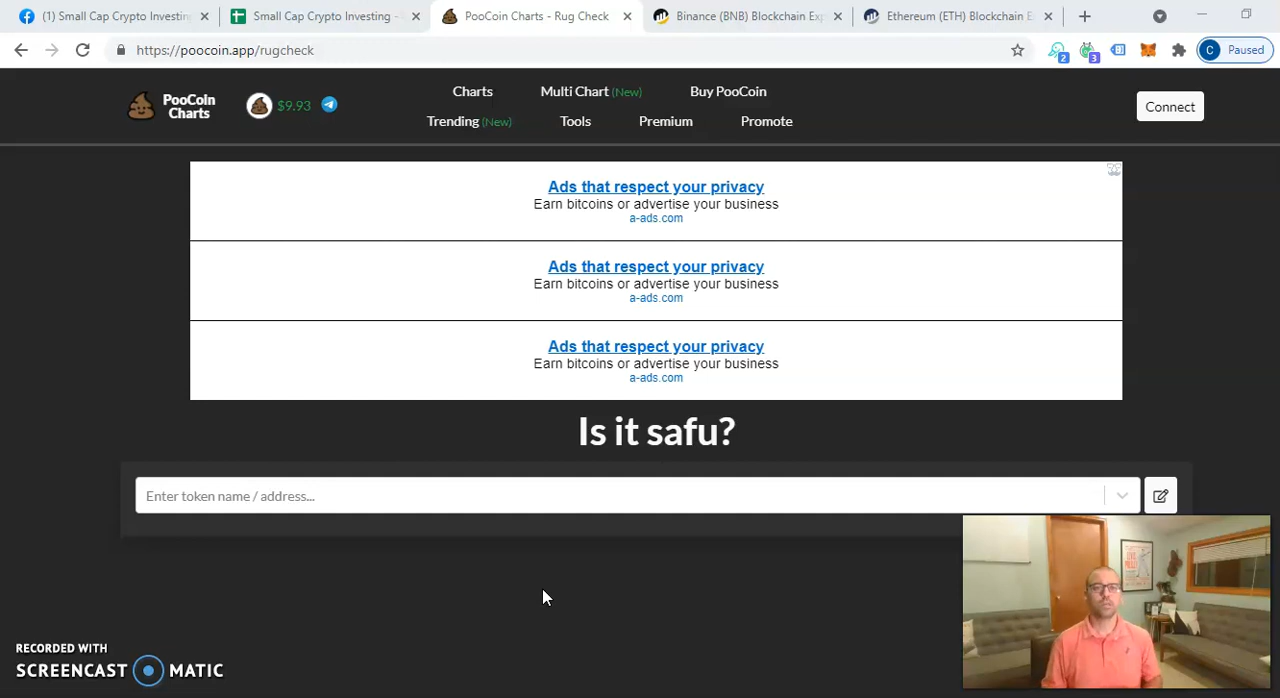 (1) Small Cap Crypto Investin
Small Cap Crypto Investing -
PooCoin Charts - Rug Check
Binance (BNB) Blockchain Exp
Ethereum (ETH) Blockchain E
https://poocoin.app/rugcheck
2
3
C Paused
PooCoin
Charts
$9.93
Charts
Multi Chart (New)
Buy PooCoin
Trending (New)
Tools
Premium
Promote
Connect
Ads that respect your privacy
Earn bitcoins or advertise your business
a-ads.com
Ads that respect your privacy
Earn bitcoins or advertise your business
a-ads.com
Ads that respect your privacy
Earn bitcoins or advertise your business
a-ads.com
Is it safu?
Enter token name / address...
RECORDED WITH
SCREENCAST MATIC